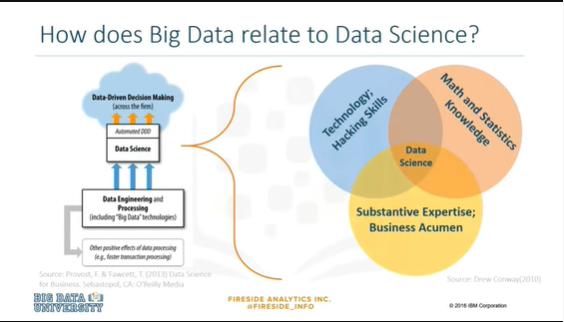 How does Big Data relate to Data Science?
Data-Driven Decision Making
(across the firm)
Automated DDD
Data Science
Data Engineering and
Processing
(including "Big Data" technologies)
Other positive effects of data processing
(e.g., faster transaction processing)
Source: Provost, F. & Fawcett, T. (2013) Data Science
for Business. Sebastopol, CA: O'Reilly Media
Technology;
Hacking Skills
Math and Statistics
Knowledge
Data
Science
Substantive Expertise;
Business Acumen
Source: Drew Conway(2010)
BIG DATA
UNIVERSITY
FIRESIDE ANALYTICS INC.
@FIRESIDE_INFO
© 2016 IBM Corporation